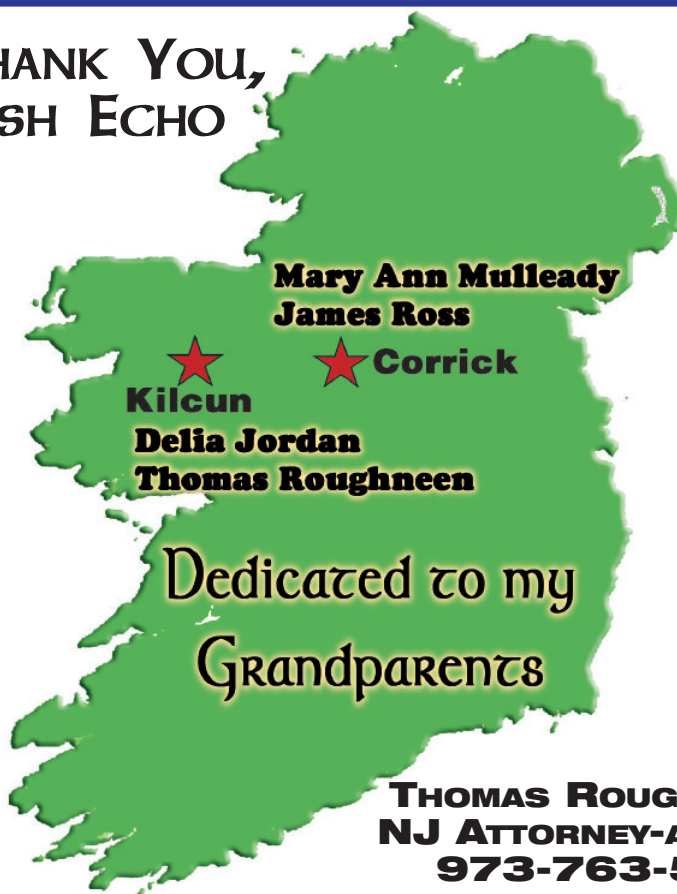 HANK YOU,
SH ECHO
Mary Ann Mulleady
James Ross
Corrick
Kilcun
Delia Jordan
Thomas Roughneen
Dedicated to my
Grandparents
THOMAS ROUG
NJ ATTORNEY-A
973-763-5